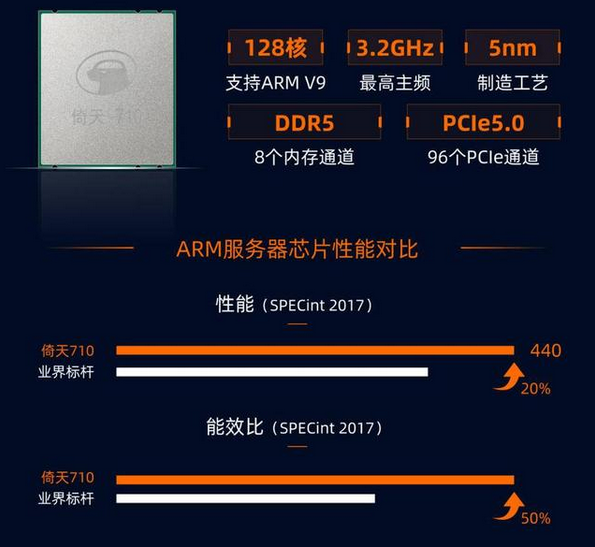 倚天 710
128核
3.2GHz
5nm
支持ARM V9
最高主频
制造工艺
DDR5
PCIe5.0
8个内存通道
96个PCIe通道
ARM服务器芯片性能对比
性能（SPECint 2017）
倚天710
440
业界标杆
20%
能效比（SPECint 2017）
倚天710
业界标杆
50%